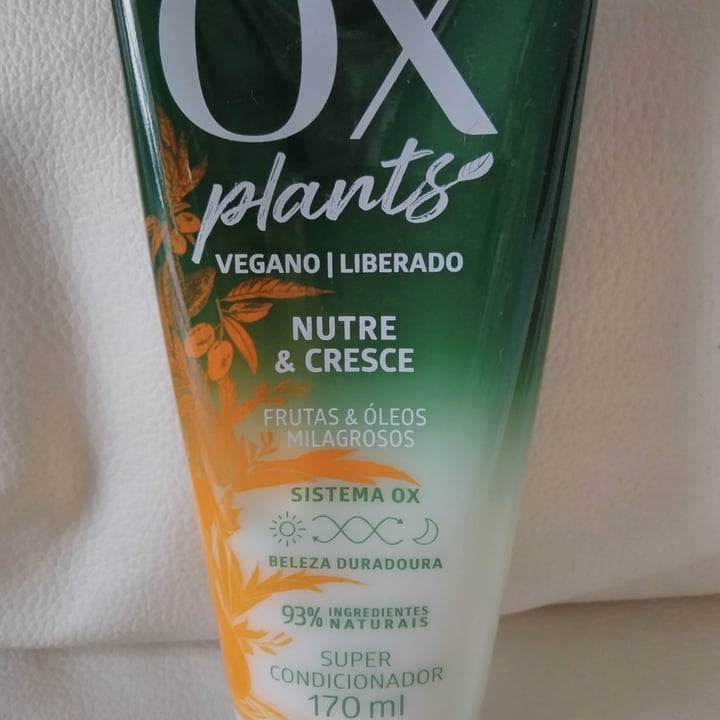 OX
plants
VEGANO | LIBERADO
NUTRE
& CRESCE
FRUTAS & ÓLEOS
MILAGROSOS
SISTEMA OX
BELEZA DURADOURA
93% INGREDIENTES
NATURAIS
SUPER
CONDICIONADOR
170 ml